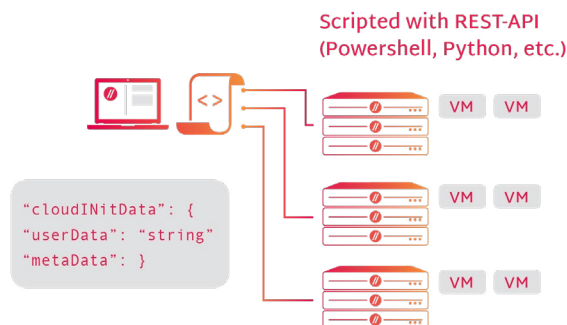 Scripted with REST-API
(Powershell, Python, etc.)
< >
VM VM
“cloudINitData”: {
“userData”: “string”
“metaData”: }
VM VM
VM VM